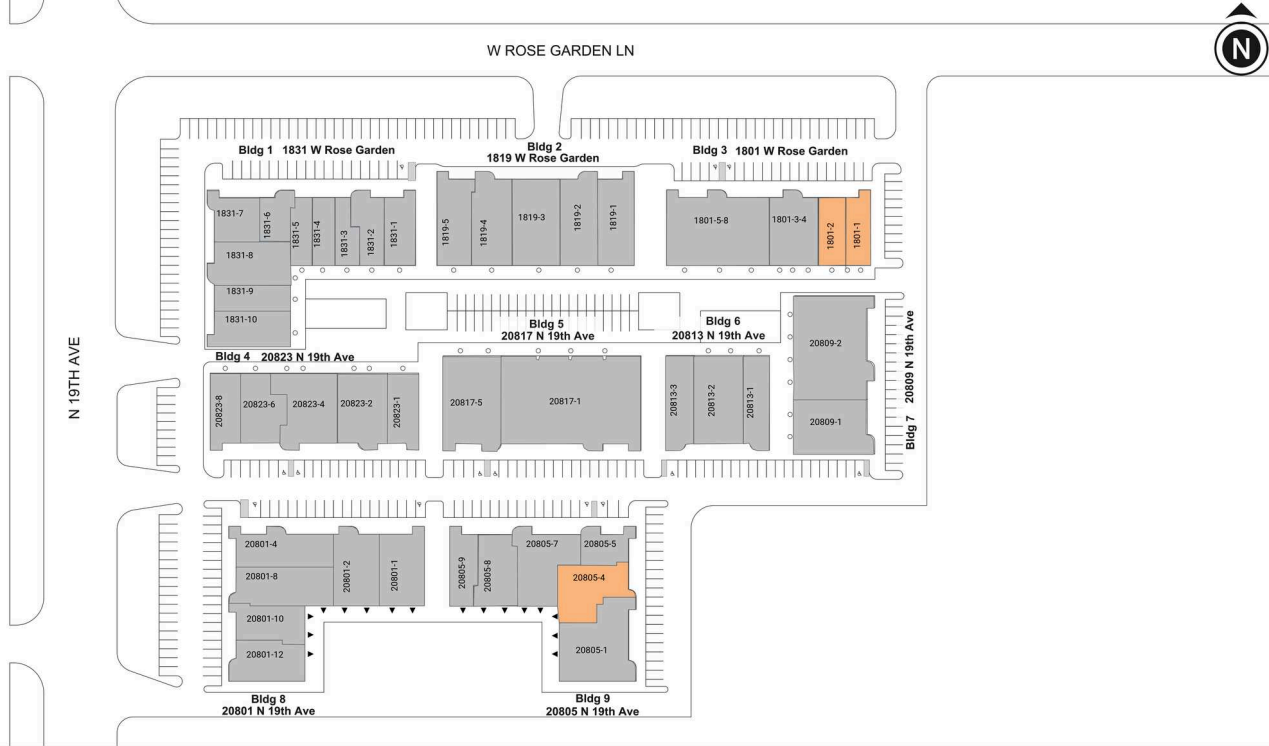 N
W ROSE GARDEN LN
N 19TH AVE
Bldg 1 1831 W Rose Garden
Bldg 2
1819 W Rose Garden
Bldg 3 1801 W Rose Garden
1831-7
1831-6
1831-5
1831-4
1831-3
1831-2
1831-1
1831-8
1831-9
1831-10
1819-5
1819-4
1819-3
1819-2
1819-1
1801-5-8
1801-3-4
1801-2
1801-1
Bldg 4 20823 N 19th Ave
Bldg 5
20817 N 19th Ave
Bldg 6
20813 N 19th Ave
Bldg 7 20809 N 19th Ave
20809-2
20809-1
20823-8
20823-6
20823-4
20823-2
20823-1
20817-5
20817-1
20813-3
20813-2
20813-1
20801-4
20801-8
20801-2
20801-1
20801-10
20801-12
20805-9
20805-8
20805-7
20805-5
20805-4
20805-1
Bldg 8
20801 N 19th Ave
Bldg 9
20805 N 19th Ave